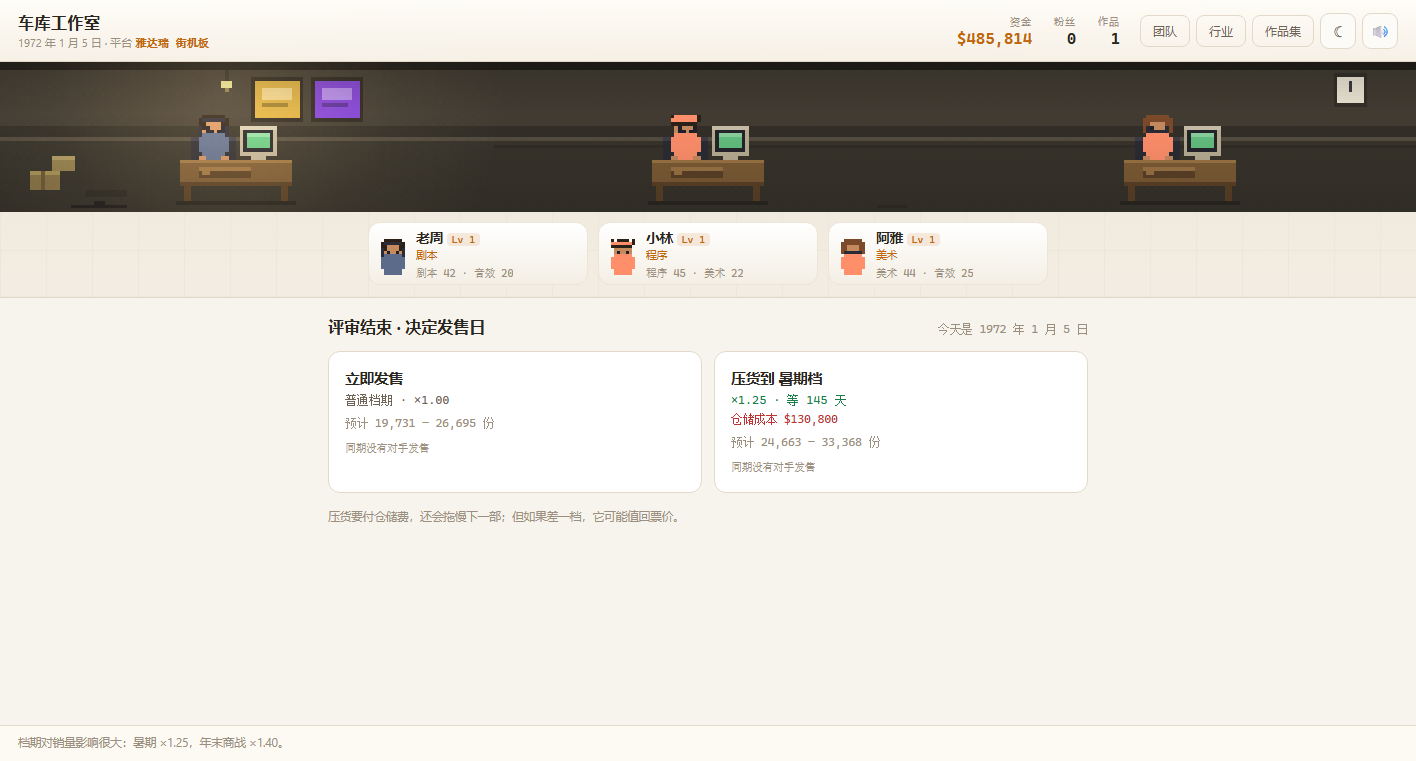 车库工作室
1972 年 1 月 5 日 · 平台 雅达瑞 街机板
资金 粉丝 作品
$485,814 0 1
团队 行业 作品集
老周 Lv 1
剧本
剧本 42 · 音效 20
小林 Lv 1
程序
程序 45 · 美术 22
阿雅 Lv 1
美术
美术 44 · 音效 25
评审结束 · 决定发售日
今天是 1972 年 1 月 5 日
立即发售
普通档期 · ×1.00
预计 19,731 — 26,695 份
同期没有对手发售
压货到 暑期档
×1.25 · 等 145 天
仓储成本 $130,800
预计 24,663 — 33,368 份
同期没有对手发售
压货要付仓储费，还会拖慢下一部；但如果差一档，它可能值回票价。
档期对销量影响很大：暑期 ×1.25，年末商战 ×1.40。